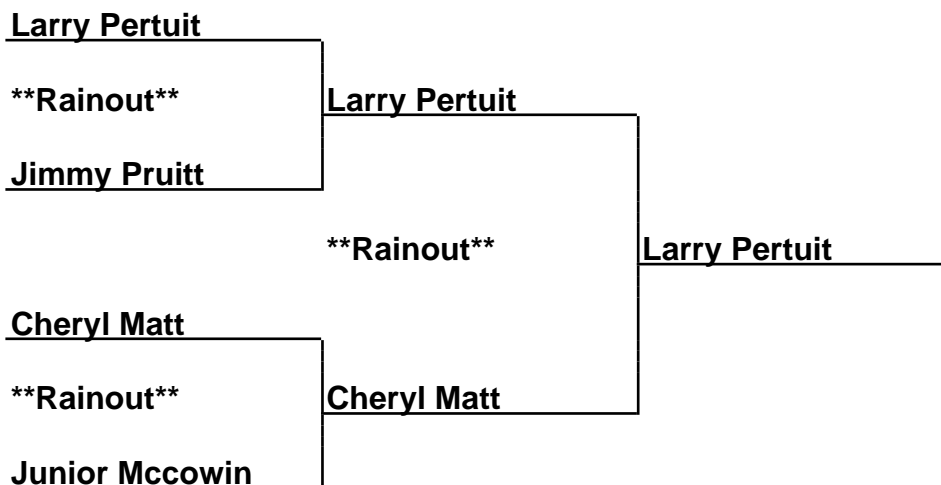 Larry Pertuit
**Rainout**
Larry Pertuit
Jimmy Pruitt
**Rainout**
Larry Pertuit
Cheryl Matt
**Rainout**
Cheryl Matt
Junior Mccowin